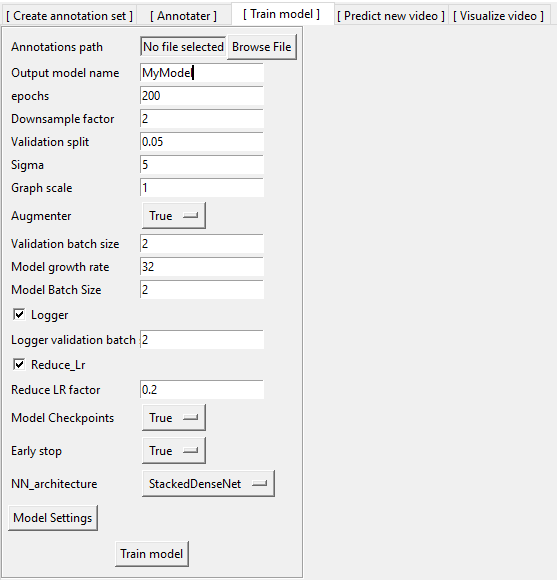 [ Create annotation set ] [ Annotater ] [ Train model ] [ Predict new video ] [ Visualize video ]
Annotations path No file selected Browse File
Output model name MyModel
epochs 200
Downsample factor 2
Validation split 0.05
Sigma 5
Graph scale 1
Augmenter True
Validation batch size 2
Model growth rate 32
Model Batch Size 2
Logger
Logger validation batch 2
Reduce_Lr
Reduce LR factor 0.2
Model Checkpoints True
Early stop True
NN_architecture StackedDenseNet
Model Settings
Train model